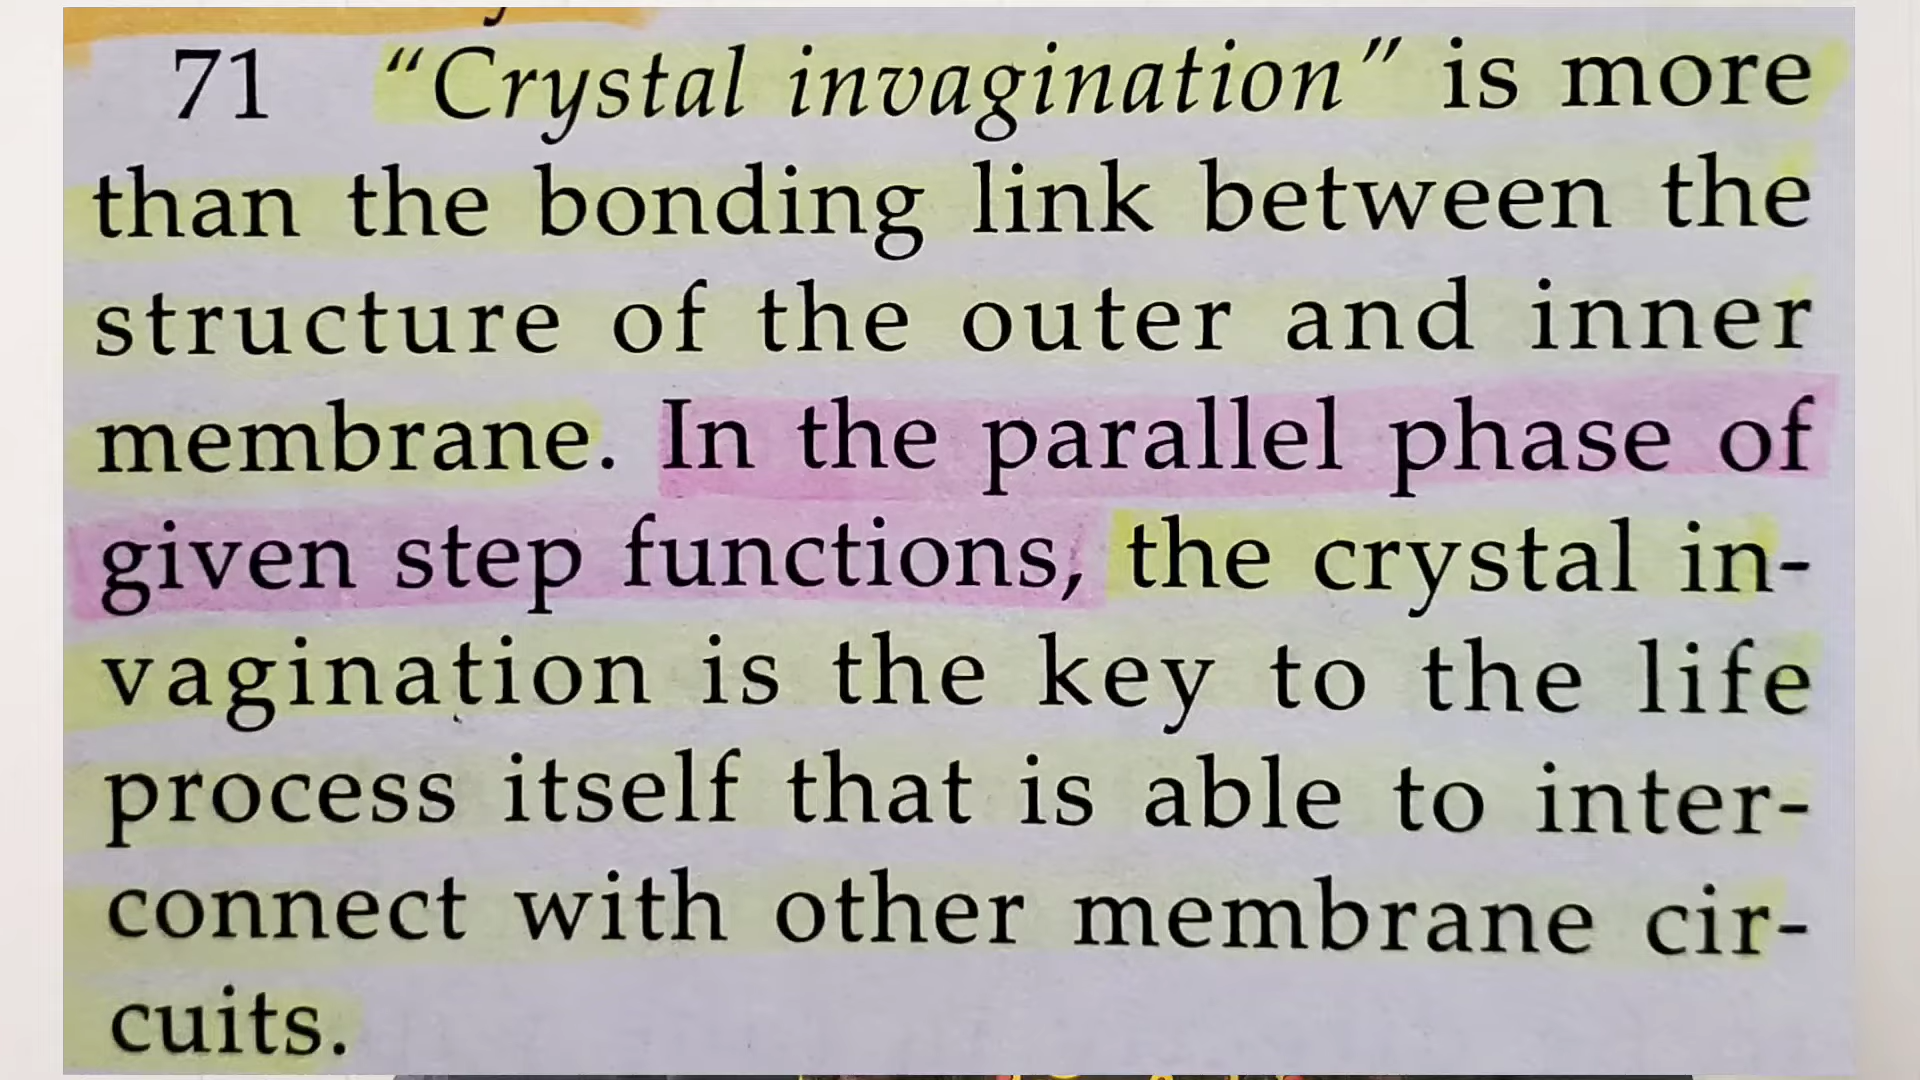 71 “Crystal invagination” is more
than the bonding link between the
structure of the outer and inner
membrane. In the parallel phase of
given step functions, the crystal in-
vagination is the key to the life
process itself that is able to inter-
connect with other membrane cir-
cuits.